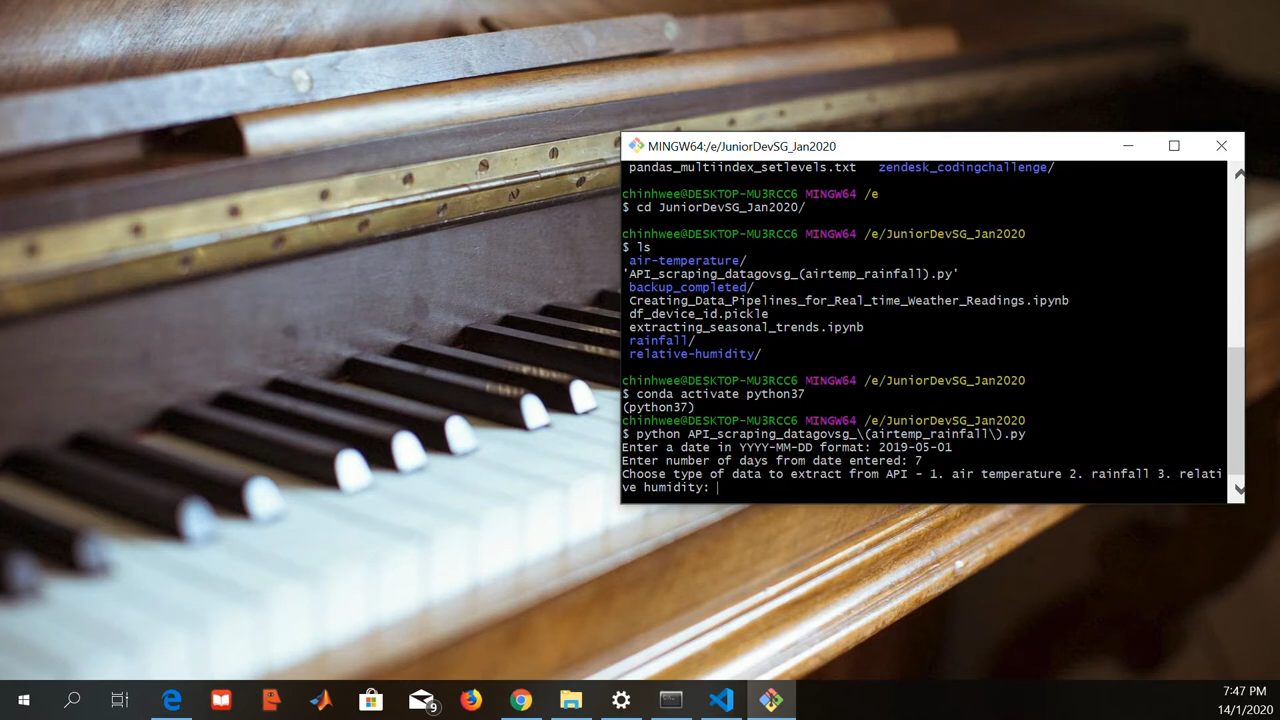 MINGW64:/e/JuniorDevSG_Jan2020
pandas_multiindex_setlevels.txt   zendesk_codingchallenge/
chinhwee@DESKTOP-MU3RCC6 MINGW64 /e
$ cd JuniorDevSG_Jan2020/
chinhwee@DESKTOP-MU3RCC6 MINGW64 /e/JuniorDevSG_Jan2020
$ ls
air-temperature/
'API_scraping_datagovsg_(airtemp_rainfall).py'
backup_completed/
Creating_Data_Pipelines_for_Real_time_Weather_Readings.ipynb
df_device_id.pickle
extracting_seasonal_trends.ipynb
rainfall/
relative-humidity/
chinhwee@DESKTOP-MU3RCC6 MINGW64 /e/JuniorDevSG_Jan2020
$ conda activate python37
(python37)
chinhwee@DESKTOP-MU3RCC6 MINGW64 /e/JuniorDevSG_Jan2020
$ python API_scraping_datagovsg_\(airtemp_rainfall\).py
Enter a date in YYYY-MM-DD format: 2019-05-01
Enter number of days from date entered: 7
Choose type of data to extract from API - 1. air temperature 2. rainfall 3. relati
ve humidity:
9
7:47 PM
14/1/2020